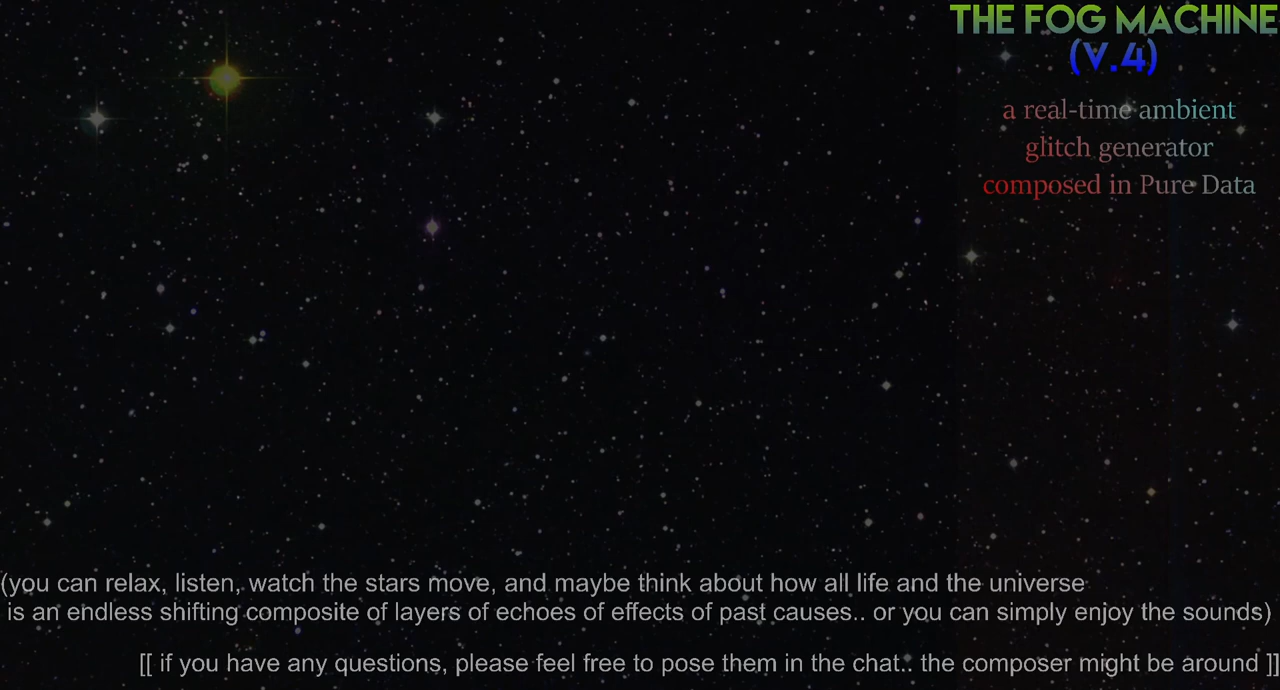 THE FOG MACHINE
(V.4)
a real-time ambient
glitch generator
composed in Pure Data
(you can relax, listen, watch the stars move, and maybe think about how all life and the universe
is an endless shifting composite of layers of echoes of effects of past causes.. or you can simply enjoy the sounds)
[[ if you have any questions, please feel free to pose them in the chat.. the composer might be around ]]